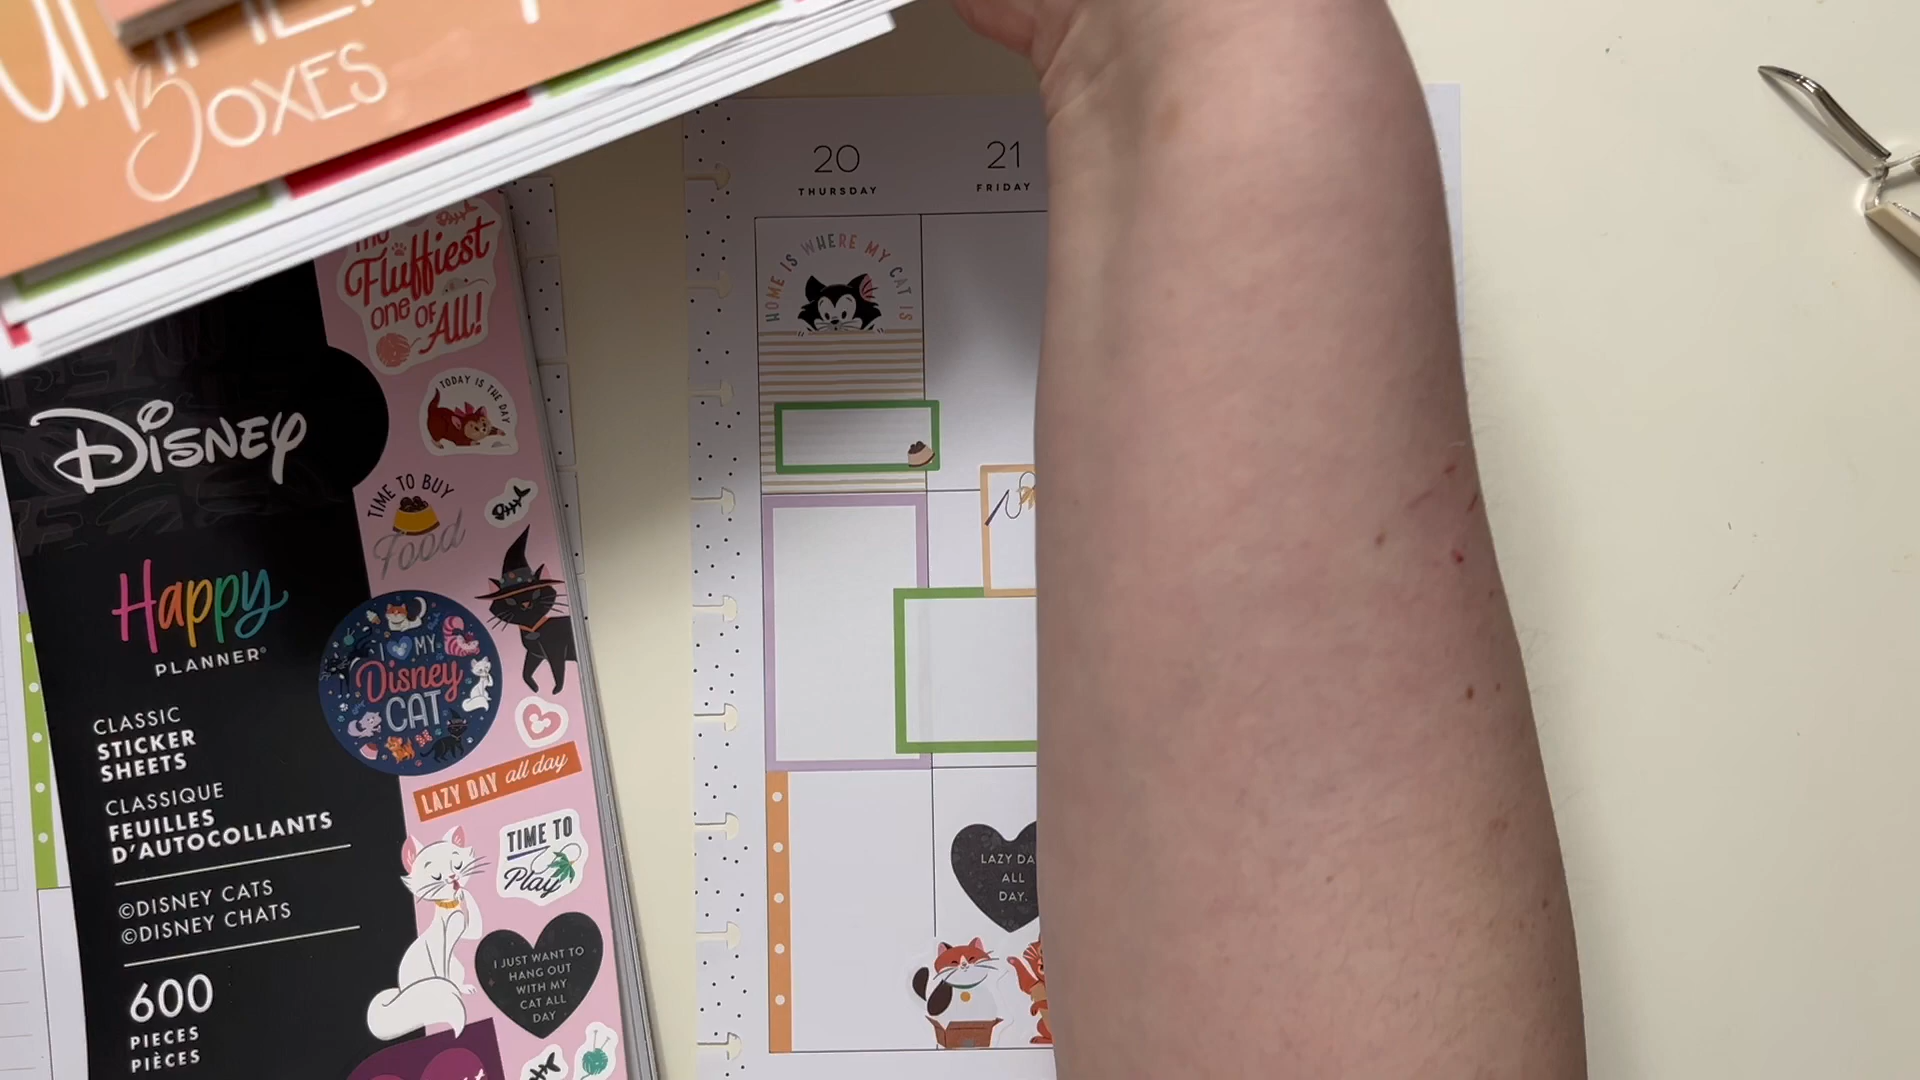 BOXES
Fluffiest
one of
All!
TODAY IS THE DAY
TIME TO BUY
Food
DISNEY
Happy
PLANNER®
I MY
Disney
CAT
CLASSIC
STICKER
SHEETS
CLASSIQUE
FEUILLES
D'AUTOCOLLANTS
©DISNEY CATS
©DISNEY CHATS
600
PIECES
PIÈCES
LAZY DAY all day
TIME TO
Play
I JUST WANT TO
HANG OUT
WITH MY
CAT ALL
DAY
20
THURSDAY
21
FRIDAY
HOME IS WHERE MY CAT IS
LAZY
ALL
DAY.